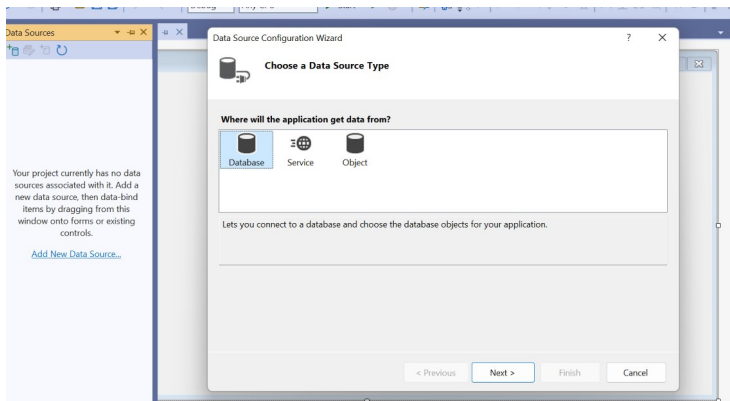 Data Sources
Your project currently has no data
sources associated with it. Add a
new data source, then data-bind
items by dragging from this
window onto forms or existing
controls.
Add New Data Source...
Data Source Configuration Wizard
?
Choose a Data Source Type
Where will the application get data from?
Database Service Object
Lets you connect to a database and choose the database objects for your application.
< Previous Next > Finish Cancel